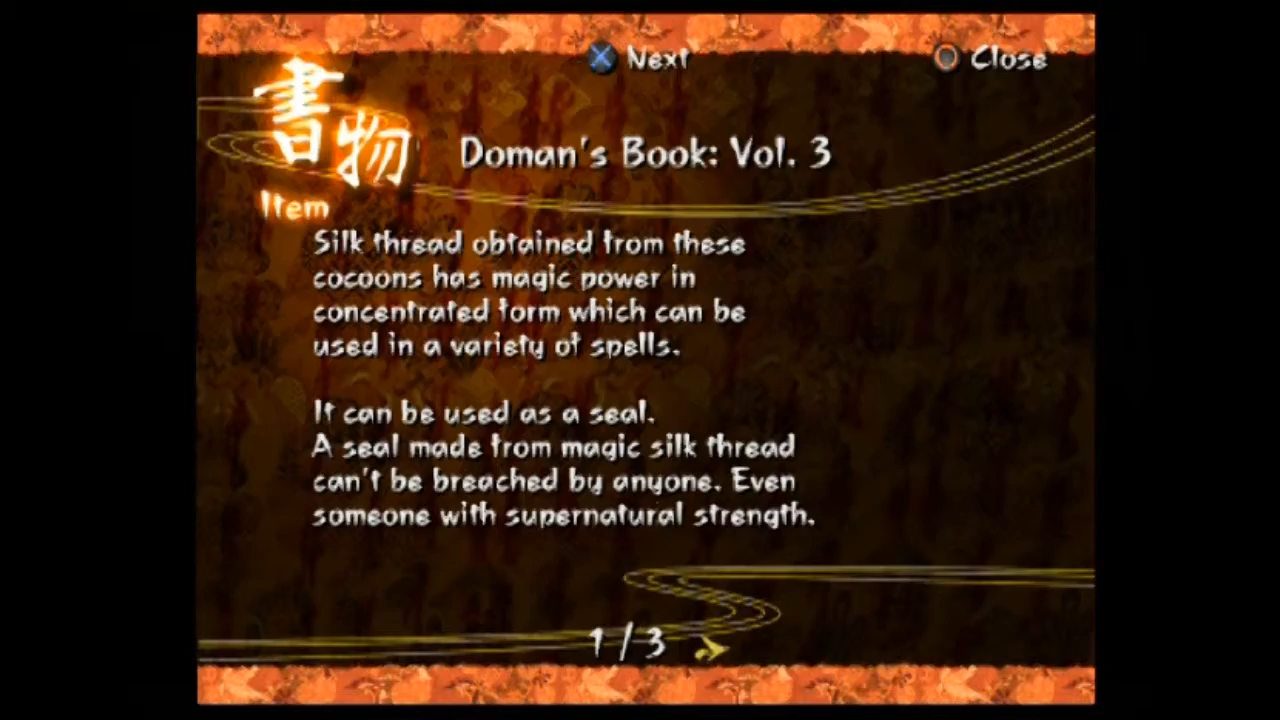 Next
Close
書物
Item
Doman's Book: Vol. 3
Silk thread obtained from these
cocoons has magic power in
concentrated form which can be
used in a variety of spells.
It can be used as a seal.
A seal made from magic silk thread
can't be breached by anyone. Even
someone with supernatural strength.
1/3